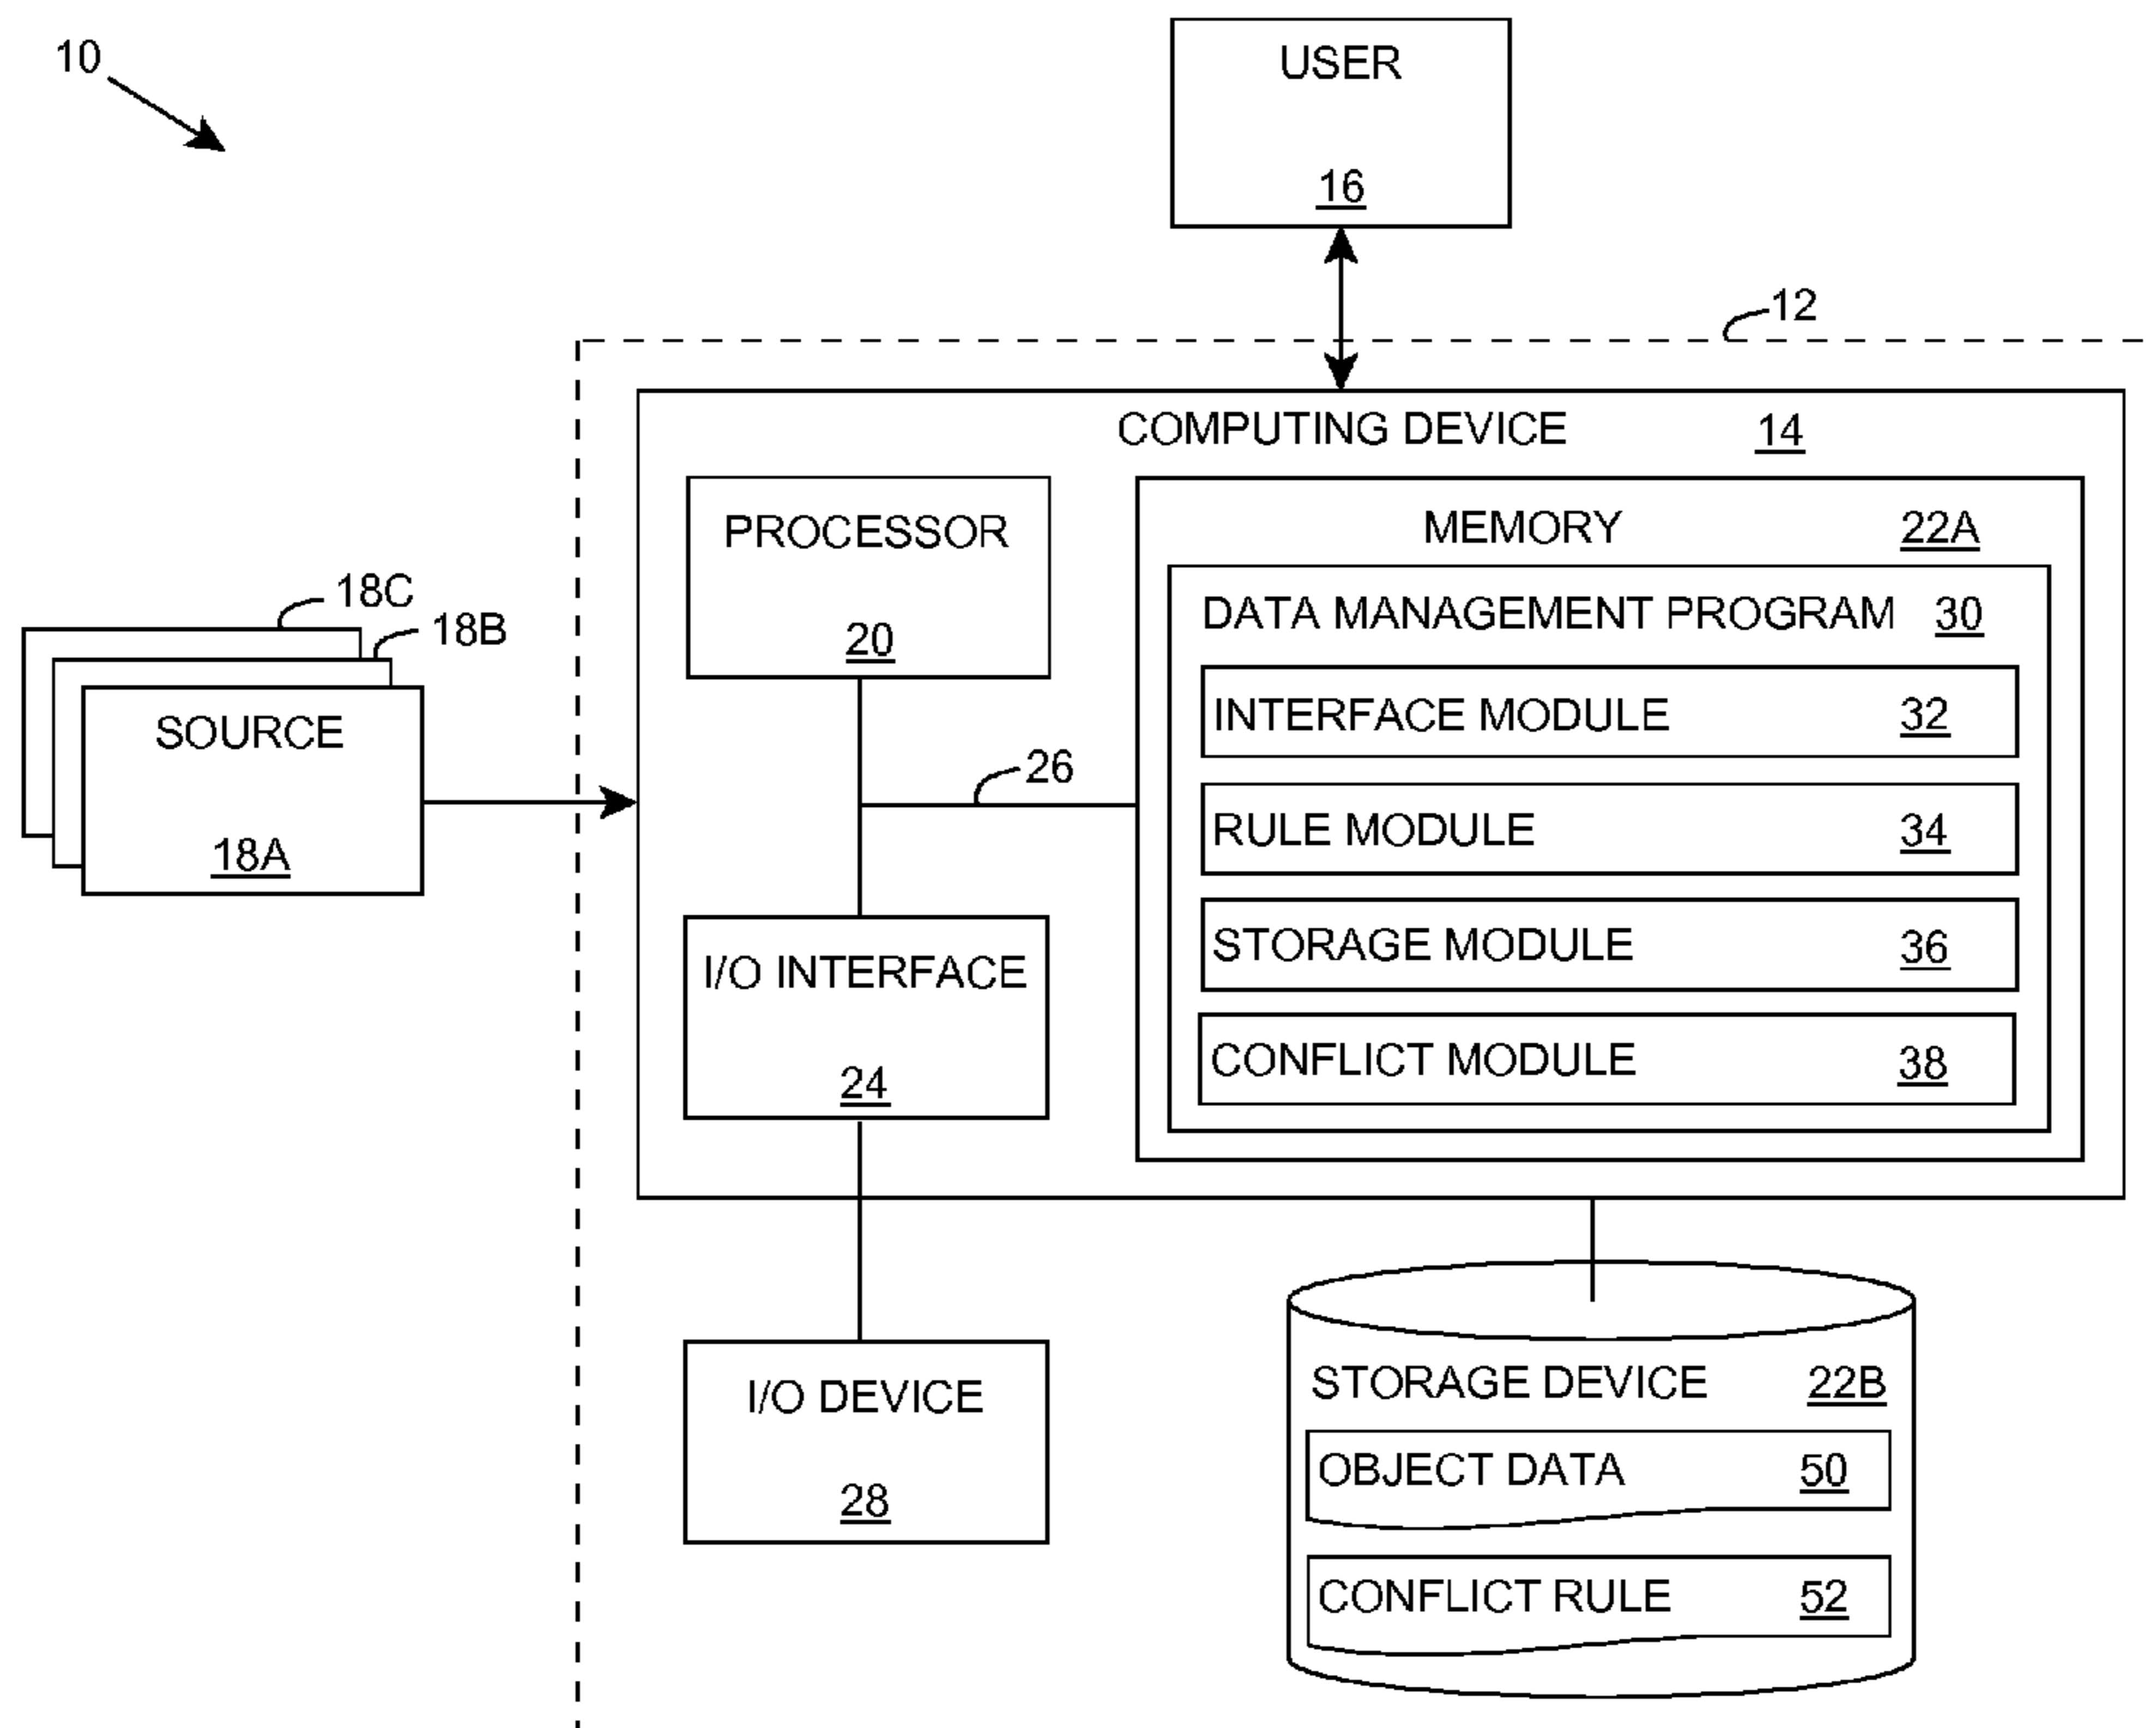 10
USER
16
12
COMPUTING DEVICE 14
PROCESSOR
20
MEMORY 22A
DATA MANAGEMENT PROGRAM 30
INTERFACE MODULE 32
RULE MODULE 34
STORAGE MODULE 36
CONFLICT MODULE 38
18C
18B
SOURCE
18A
26
I/O INTERFACE
24
I/O DEVICE
28
STORAGE DEVICE 22B
OBJECT DATA 50
CONFLICT RULE 52